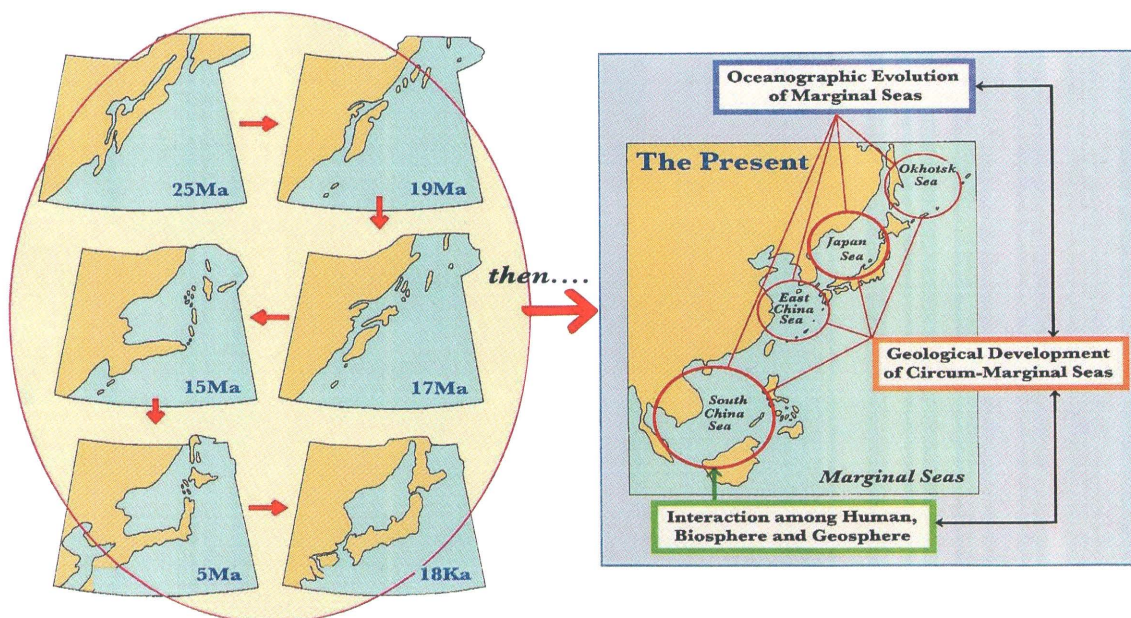 25Ma
19Ma
15Ma
17Ma
5Ma
18Ka
then....
Oceanographic Evolution
of Marginal Seas
The Present
Okhotsk
Sea
Japan
Sea
East
China
Sea
Geological Development
of Circum-Marginal Seas
South
China
Sea
Marginal Seas
Interaction among Human,
Biosphere and Geosphere